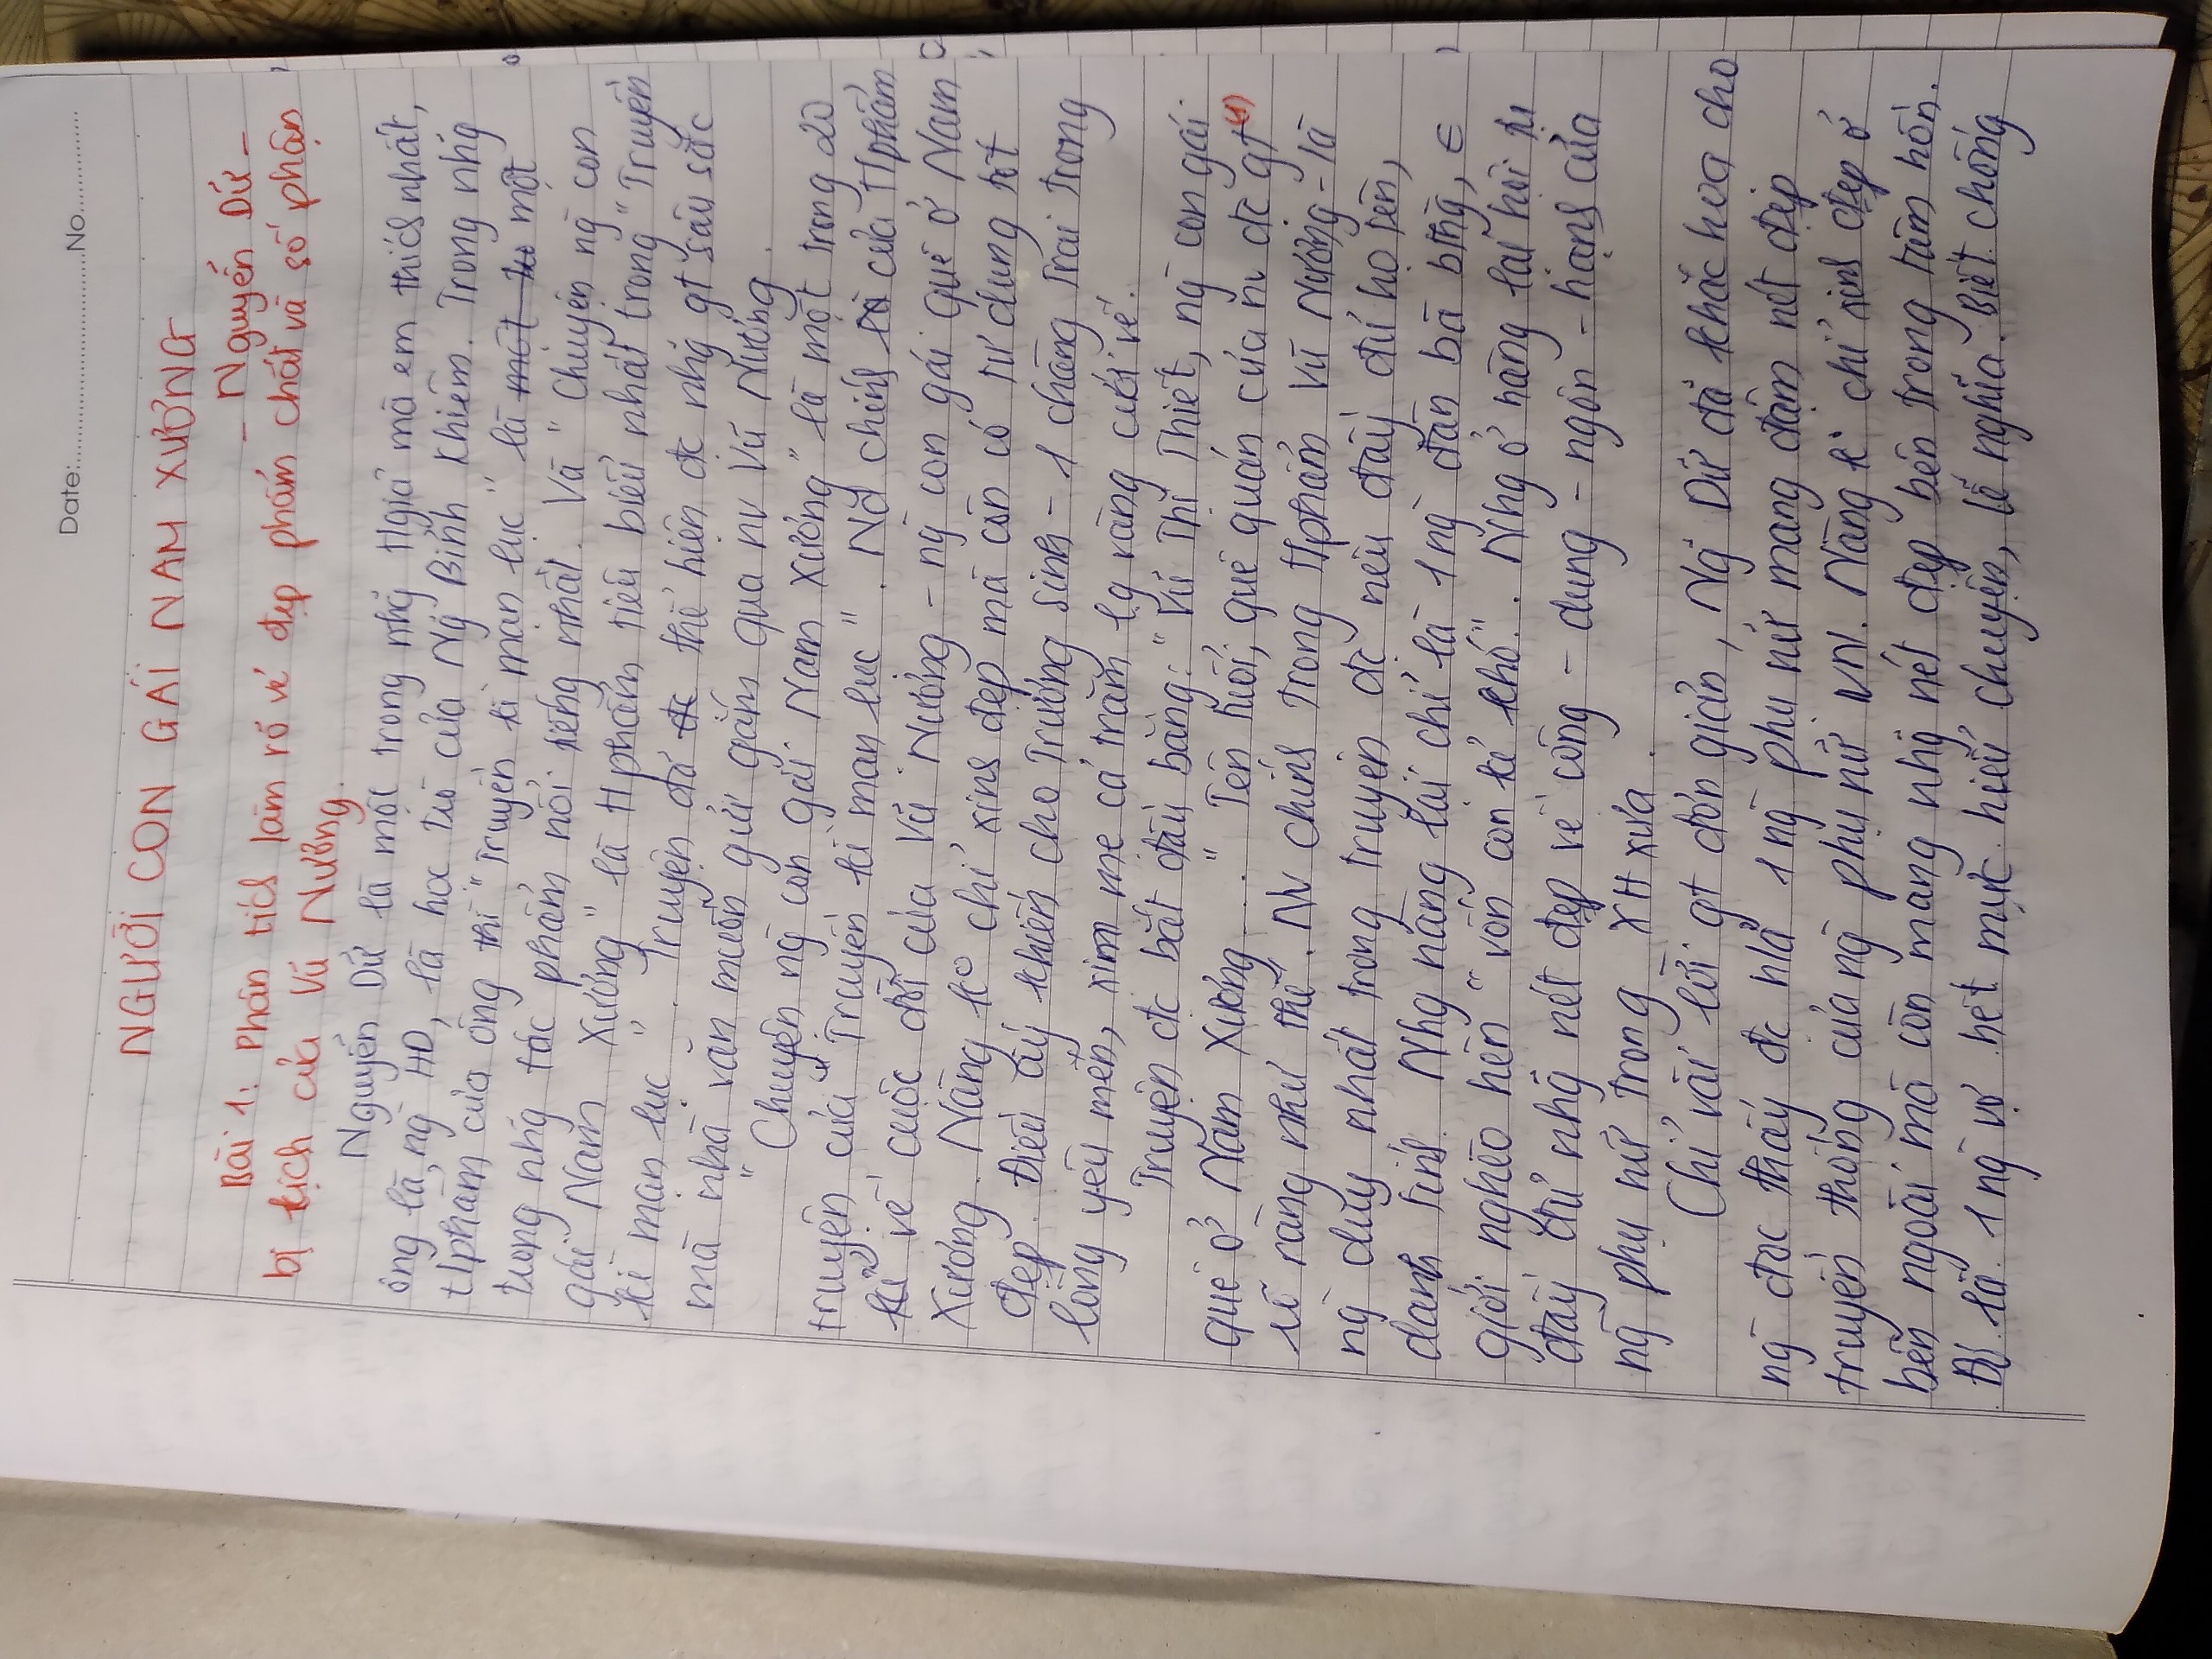 Date: No.
NGƯỜI CON GÁI NAM XƯƠNG
- Nguyễn Dữ -
Bài 1: Phân tích làm rõ vẻ đẹp phẩm chất và số phận
bị kịch của Vũ Nương.
Nguyễn Dữ là một trong nhg tgiả mà em thích nhất,
ông là ng HD, là học trò của Ng Bỉnh Khiêm. Trong nhg
tphẩm của ông thì "Truyền kì mạn lục" là một
trong nhg tác phẩm nổi tiếng nhất. Và "Chuyện ng con
gái Nam Xương" là tphẩm tiêu biểu nhất trong "Truyền
kì mạn lục". Truyện đã thể hiện đc nhg gt sâu sắc
mà nhà văn muốn gửi gắm qua nv Vũ Nương.
"Chuyện ng con gái Nam Xương" là một trong 20
truyện của "Truyền kì mạn lục". Nd chính của tphẩm
kể về cuộc đời của Vũ Nương - ng con gái quê ở Nam
Xương. Nàng ko chỉ xinh đẹp mà còn có tư dung tốt
đẹp. Điều ấy khiến cho Trương Sinh - 1 chàng trai trong
làng yêu mến, xin mẹ cả trăm lạng vàng cưới về.
Truyện đc bắt đầu bằng: "Vũ Thị Thiết, ng con gái
quê ở Nam Xương ... " Tên tuổi, quê quán của nv đc gt (1)
rõ ràng như thế. Nv chính trong tphẩm Vũ Nương - là
ng duy nhất trong truyện đc nêu đầy đủ họ tên,
danh tính. Nhg nàng lại chỉ là 1 ng đàn bà bthg, ∈
giới nghèo hèn "vốn con kẻ khó". Nhg ở nàng lại hội tụ
đầy đủ nhg nét đẹp về công - dung - ngôn - hạnh của
ng phụ nữ trong XH xưa.
Chỉ vài lời gt đơn giản, Ng Dữ đã khắc họa cho
ng đọc thấy đc h/ả 1 ng phụ nữ mang đậm nét đẹp
truyền thống của ng phụ nữ VN. Nàng k chỉ xinh đẹp ở
bên ngoài mà còn mang nhg nét đẹp bên trong tâm hồn.
Đó là 1 ng vợ hết mực hiểu chuyện, lễ nghĩa. Biết chồng